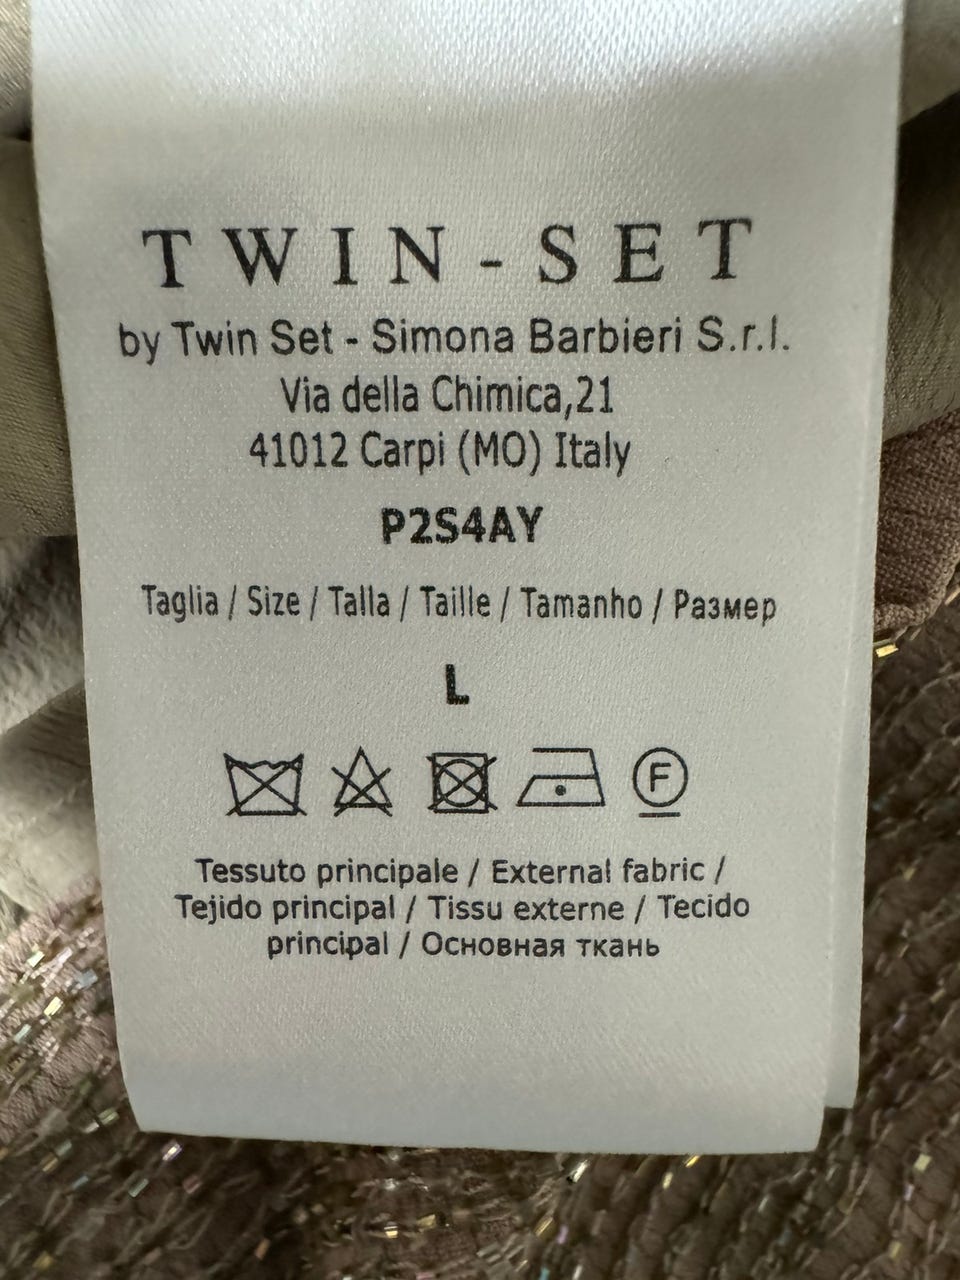 TWIN-SET
by Twin Set - Simona Barbieri S.r.l.
Via della Chimica,21
41012 Carpi (MO) Italy
P2S4AY
Taglia / Size / Talla / Taille / Tamanho / Размер
L
F
Tessuto principale / External fabric /
Tejido principal / Tissu externe / Tecido
principal / Основная ткань